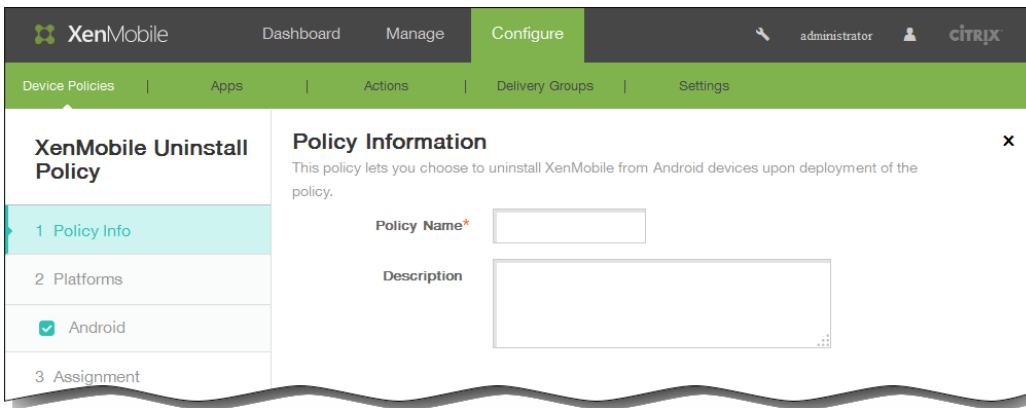 XenMobile Dashboard Manage Configure administrator CİTRIX
Device Policies | Apps | Actions | Delivery Groups | Settings
XenMobile Uninstall
Policy
1 Policy Info
2 Platforms
Android
3 Assignment
Policy Information
x
This policy lets you choose to uninstall XenMobile from Android devices upon deployment of the
policy.
Policy Name*
Description